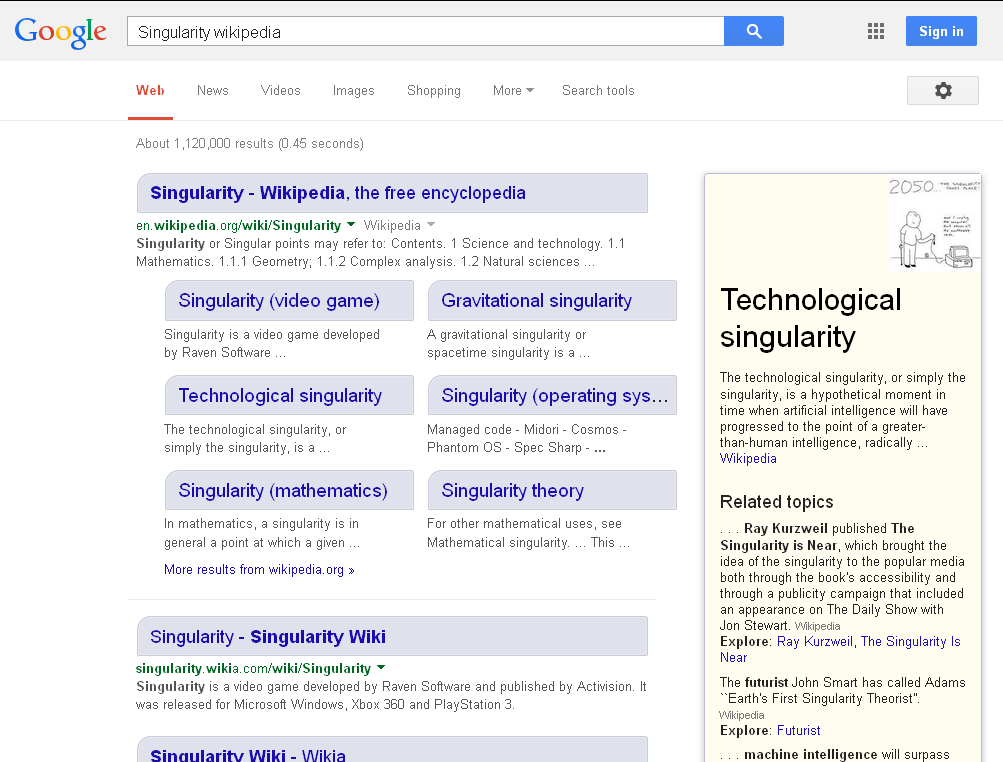 Google
Singularity wikipedia
Sign in
Web News Videos Images Shopping More Search tools
About 1,120,000 results (0.45 seconds)
Singularity - Wikipedia, the free encyclopedia
en.wikipedia.org/wiki/Singularity Wikipedia
Singularity or Singular points may refer to: Contents. 1 Science and technology. 1.1
Mathematics. 1.1.1 Geometry; 1.1.2 Complex analysis. 1.2 Natural sciences ...
Singularity (video game)
Singularity is a video game developed
by Raven Software ...
Gravitational singularity
A gravitational singularity or
spacetime singularity is a ...
Technological singularity
The technological singularity, or
simply the singularity, is a ...
Singularity (operating sys...
Managed code - Midori - Cosmos -
Phantom OS - Spec Sharp - ...
Singularity (mathematics)
In mathematics, a singularity is in
general a point at which a given ...
Singularity theory
For other mathematical uses, see
Mathematical singularity. ... This ...
More results from wikipedia.org »
Singularity - Singularity Wiki
singularity.wikia.com/wiki/Singularity
Singularity is a video game developed by Raven Software and published by Activision. It
was released for Microsoft Windows, Xbox 360 and PlayStation 3.
Singularity Wiki - Wikia
2050...
Technological
singularity
The technological singularity, or simply the
singularity, is a hypothetical moment in
time when artificial intelligence will have
progressed to the point of a greater-
than-human intelligence, radically ...
Wikipedia
Related topics
. . . Ray Kurzweil published The
Singularity is Near, which brought the
idea of the singularity to the popular media
both through the book's accessibility and
through a publicity campaign that included
an appearance on The Daily Show with
Jon Stewart. Wikipedia
Explore: Ray Kurzweil, The Singularity Is
Near
The futurist John Smart has called Adams
``Earth's First Singularity Theorist''.
Wikipedia
Explore: Futurist
. . . machine intelligence will surpass